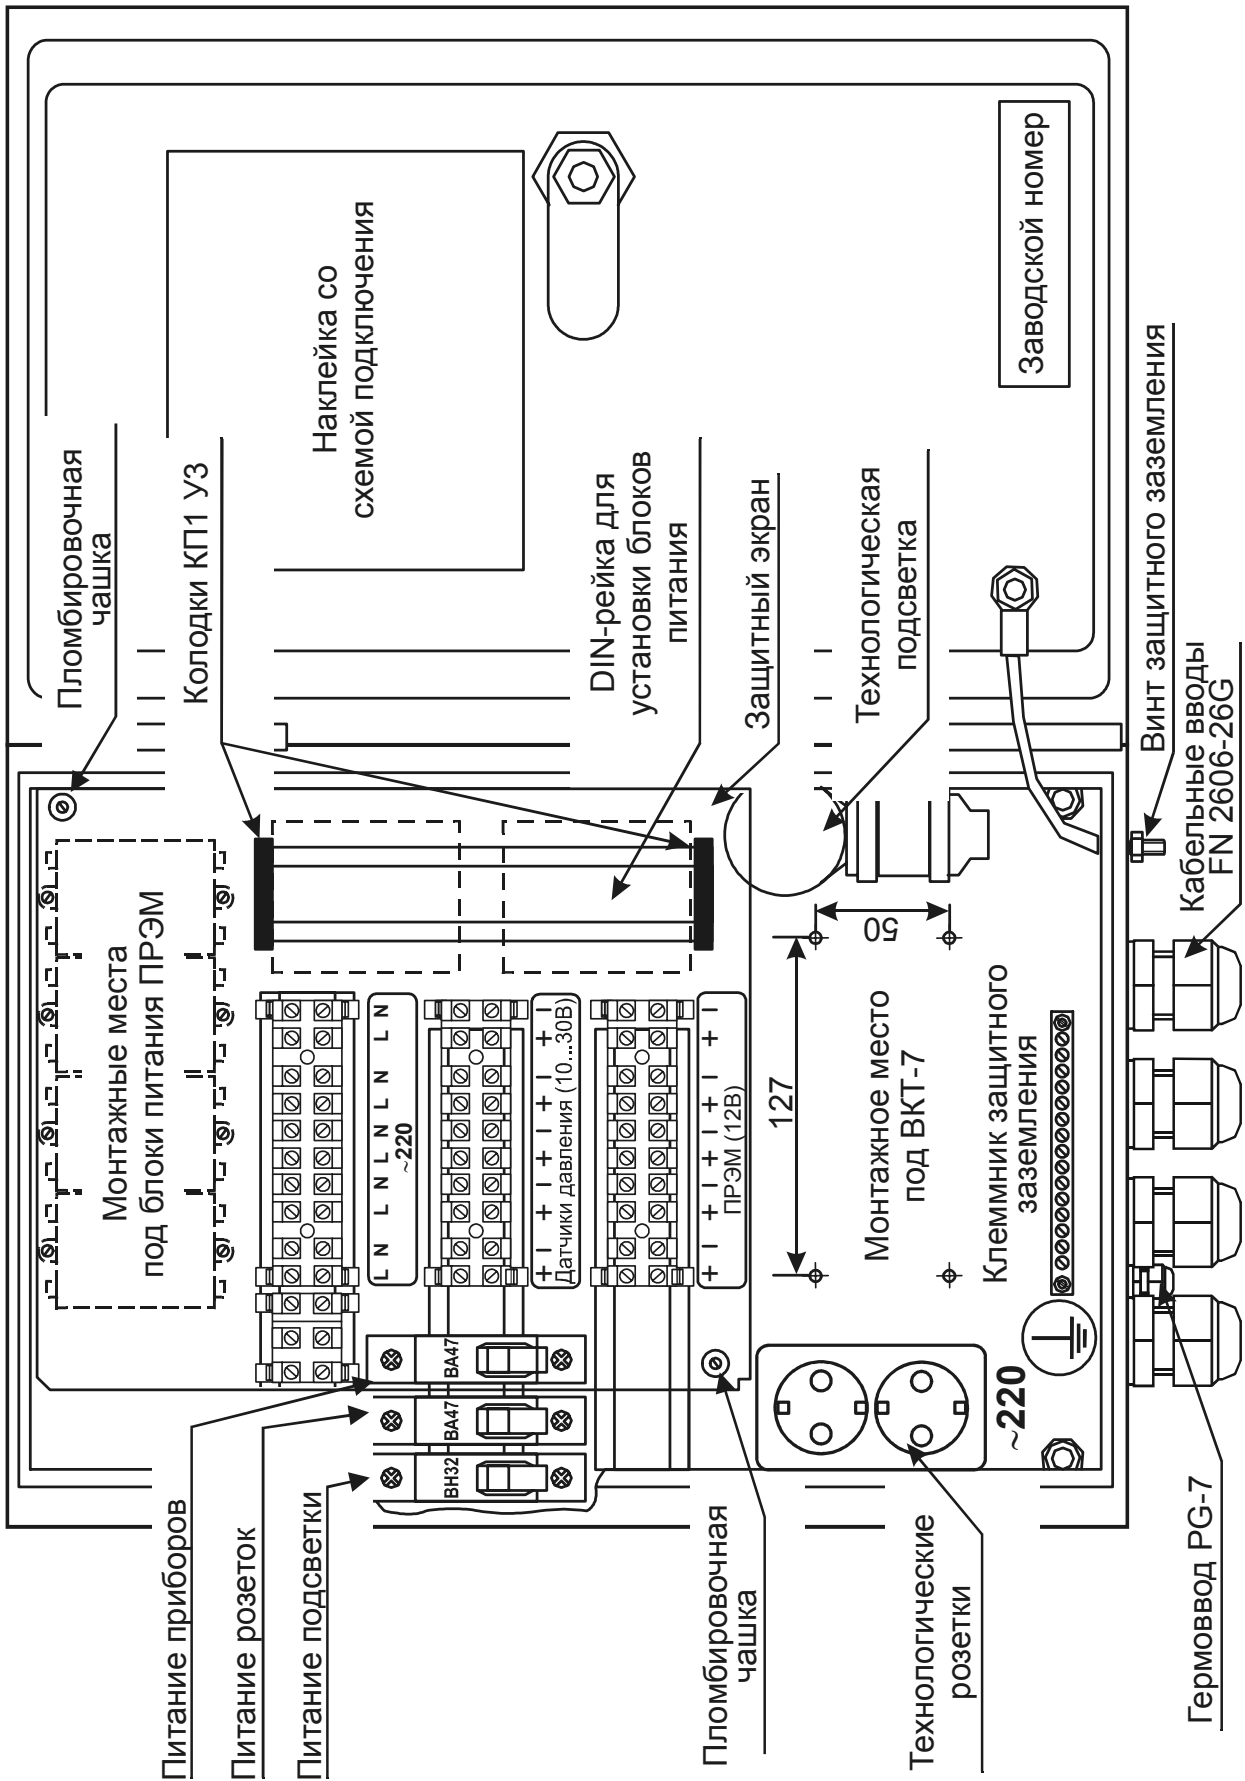 Пломбировочная
чашка
Колодки КП1 УЗ
Наклейка со
схемой подключения
DIN-рейка для
установки блоков
питания
Защитный экран
Технологическая
подсветка
Заводской номер
Винт защитного заземления
Кабельные вводы
FN 2606-26G
Монтажные места
под блоки питания ПРЭМ
L N L N L N L N L N
~220
+ − + − + − + − + −
Датчики давления (10...30В)
+ − + − + − + − + −
ПРЭМ (12В)
127
50
Монтажное место
под ВКТ-7
Клеммник защитного
заземления
ВА47
ВА47
ВН32
~220
Питание приборов
Питание розеток
Питание подсветки
Пломбировочная
чашка
Технологические
розетки
Гермоввод PG-7